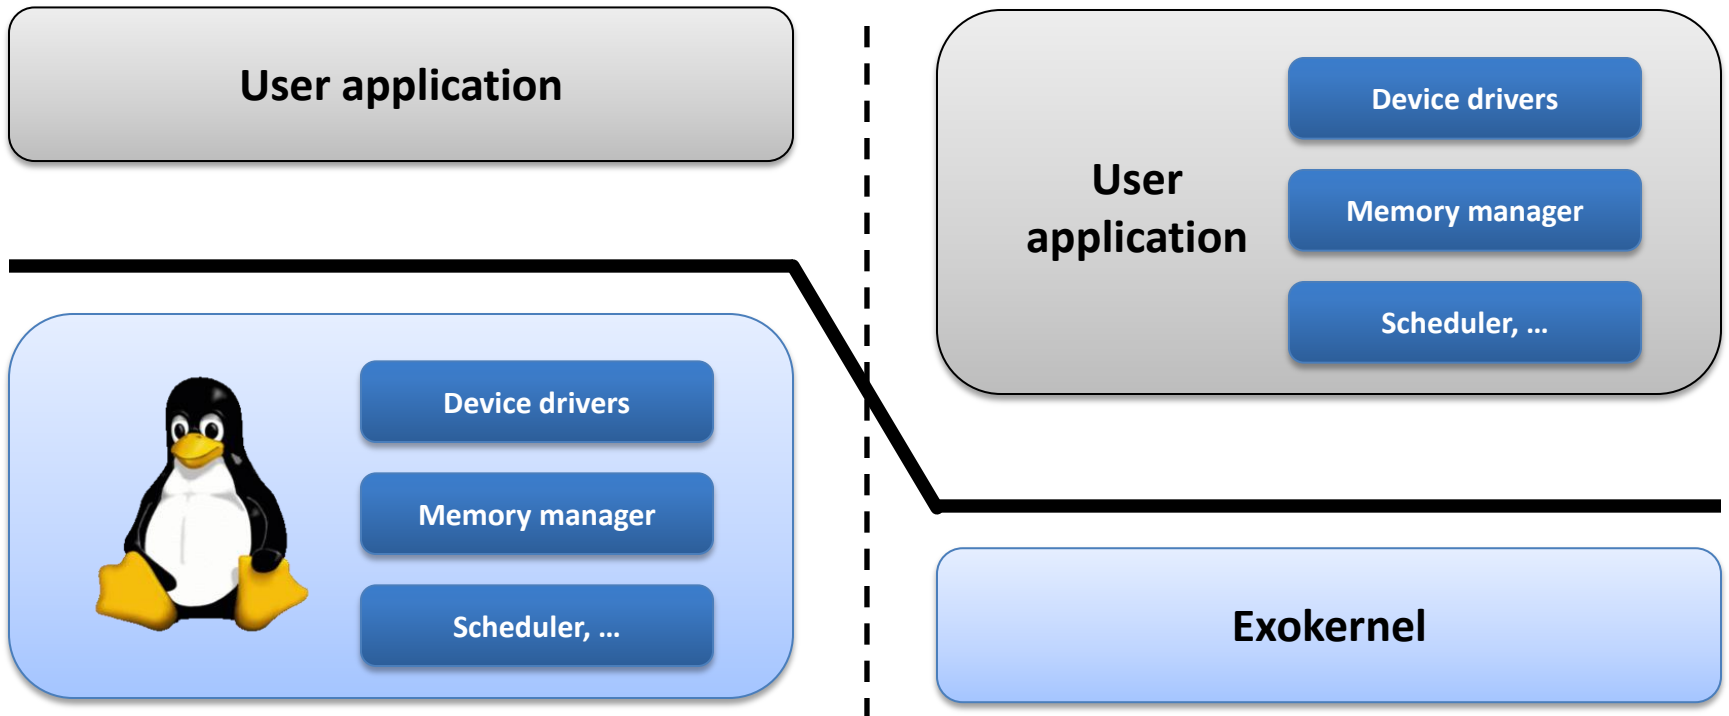 User application
Device drivers
Memory manager
Scheduler, ...
User
application
Device drivers
Memory manager
Scheduler, ...
Exokernel